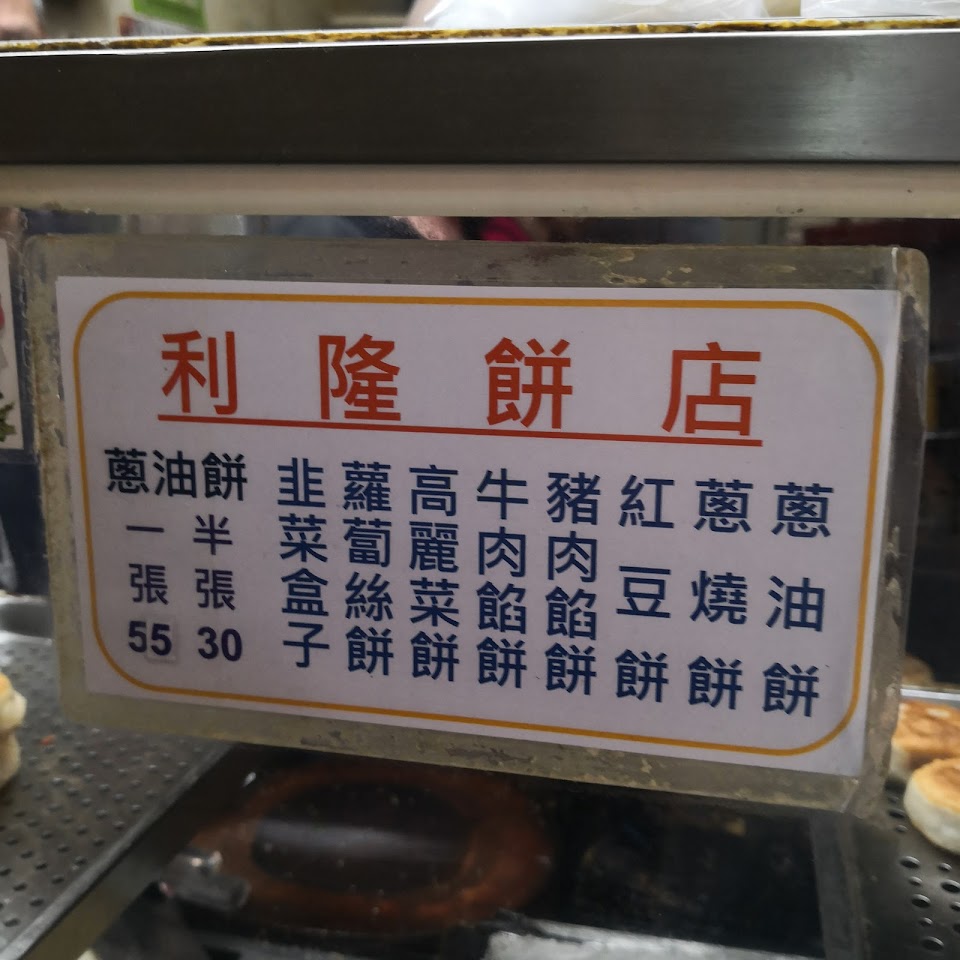 利隆餅店
蔥油餅
蔥燒餅
紅豆餅
豬肉餡餅
牛肉餡餅
高麗菜餅
蘿蔔絲餅
韭菜盒子
蔥油餅
半張 30
一張 55